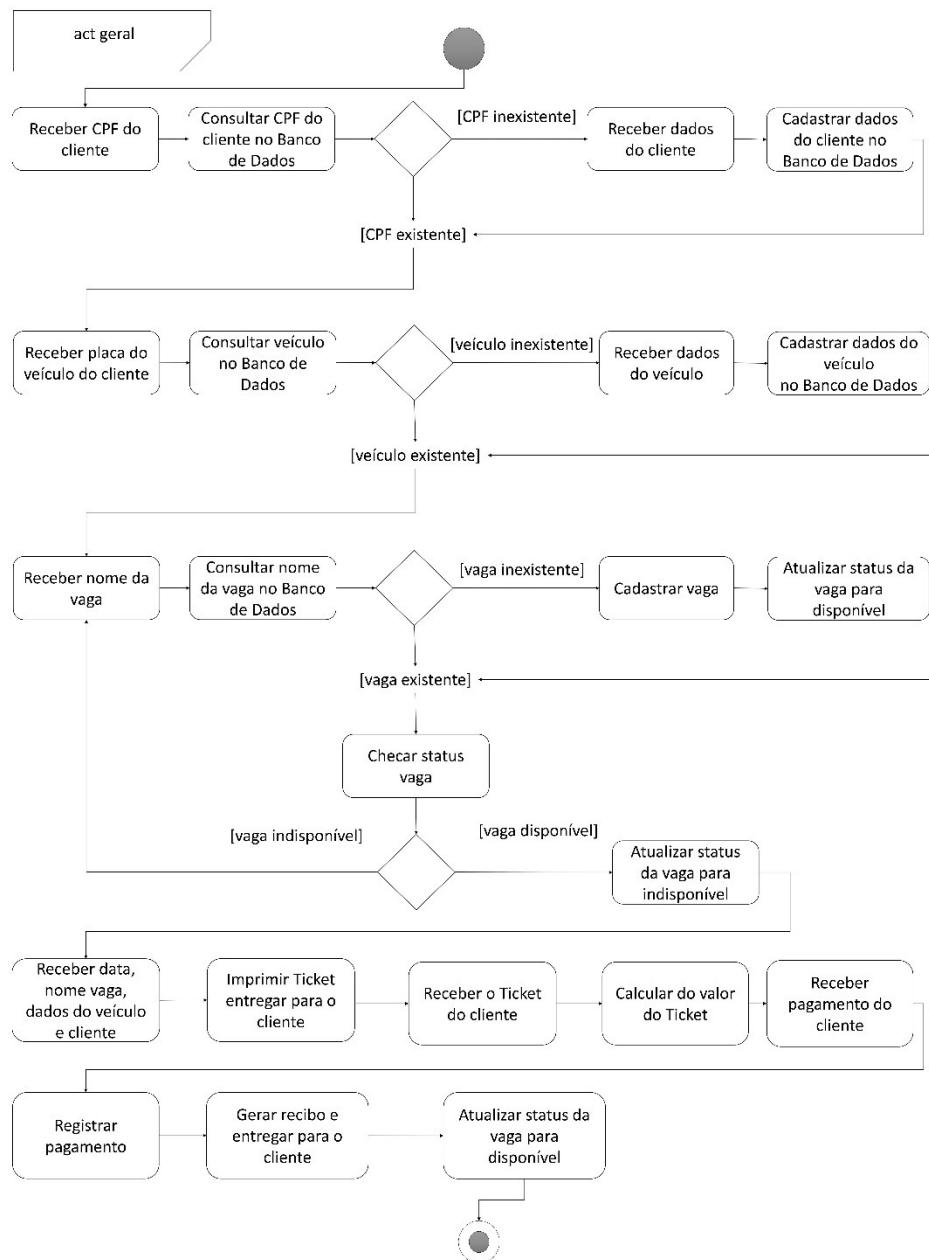 act geral
Receber CPF do
cliente
Consultar CPF do
cliente no Banco
de Dados
[CPF inexistente]
Receber dados
do cliente
Cadastrar dados
do cliente no
Banco de Dados
[CPF existente]
Receber placa do
veículo do cliente
Consultar veículo
no Banco de
Dados
[veículo inexistente]
Receber dados
do veículo
Cadastrar dados do
veículo
no Banco de Dados
[veículo existente]
Receber nome da
vaga
Consultar nome
da vaga no Banco
de Dados
[vaga inexistente]
Cadastrar vaga
Atualizar status da
vaga para
disponível
[vaga existente]
Checar status
vaga
[vaga indisponível]
[vaga disponível]
Atualizar status
da vaga para
indisponível
Receber data,
nome vaga,
dados do veículo
e cliente
Imprimir Ticket
entregar para o
cliente
Receber o Ticket
do cliente
Calcular do valor
do Ticket
Receber
pagamento do
cliente
Registrar
pagamento
Gerar recibo e
entregar para o
cliente
Atualizar status da
vaga para
disponível